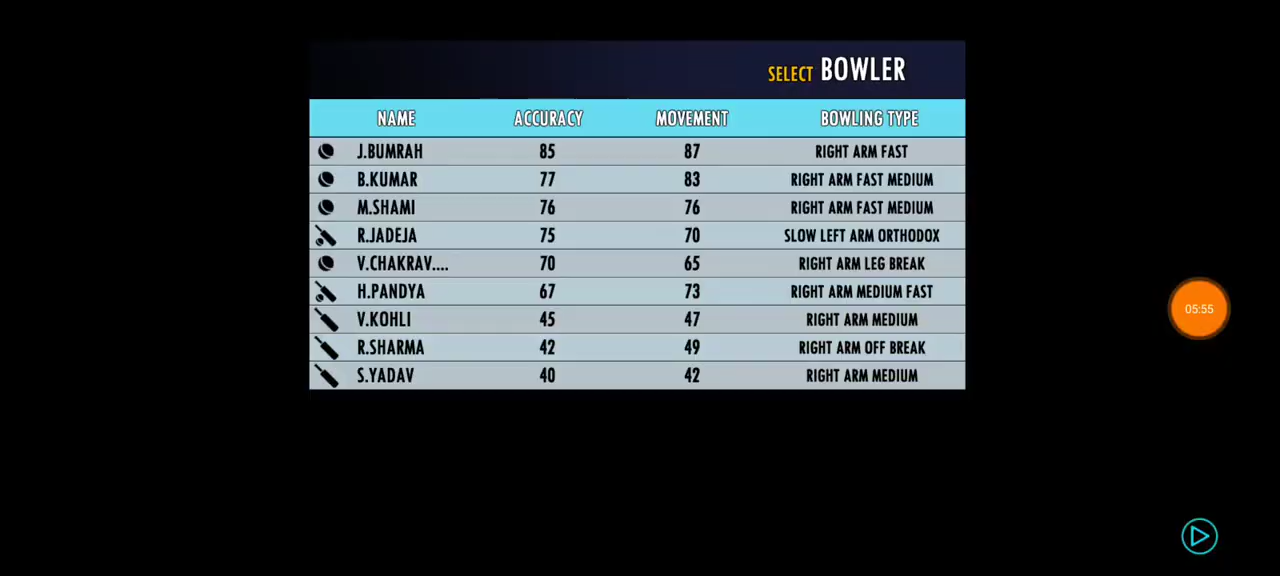 SELECT BOWLER
NAME ACCURACY MOVEMENT BOWLING TYPE
J.BUMRAH 85 87 RIGHT ARM FAST
B.KUMAR 77 83 RIGHT ARM FAST MEDIUM
M.SHAMI 76 76 RIGHT ARM FAST MEDIUM
R.JADEJA 75 70 SLOW LEFT ARM ORTHODOX
V.CHAKRAV.... 70 65 RIGHT ARM LEG BREAK
H.PANDYA 67 73 RIGHT ARM MEDIUM FAST
V.KOHLI 45 47 RIGHT ARM MEDIUM
R.SHARMA 42 49 RIGHT ARM OFF BREAK
S.YADAV 40 42 RIGHT ARM MEDIUM
05:55